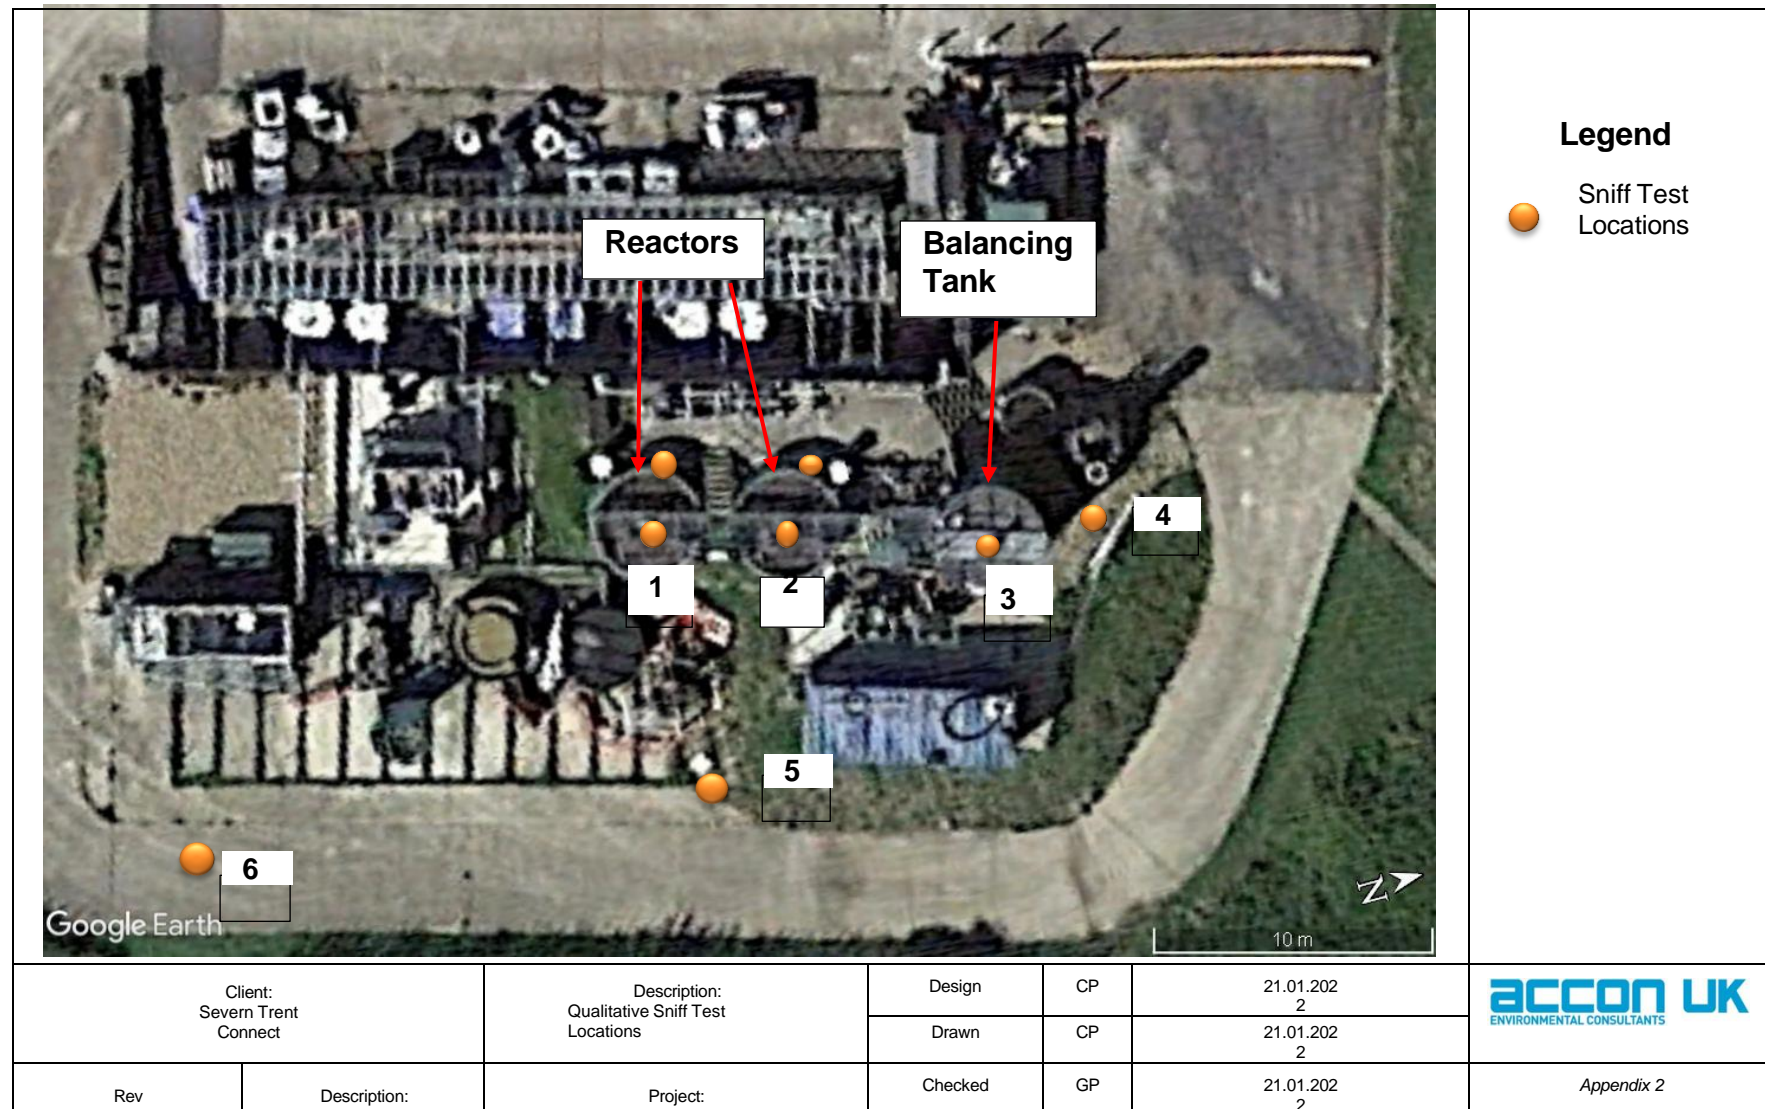 Legend
Sniff Test
Locations
Reactors
Balancing
Tank
1
2
3
4
5
6
Google Earth
N
10 m
Client:
Severn Trent
Connect
Description:
Qualitative Sniff Test
Locations
Design
CP
21.01.202
2
Drawn
CP
21.01.202
2
accon UK
ENVIRONMENTAL CONSULTANTS
Rev
Description:
Project:
Checked
GP
21.01.202
2
Appendix 2